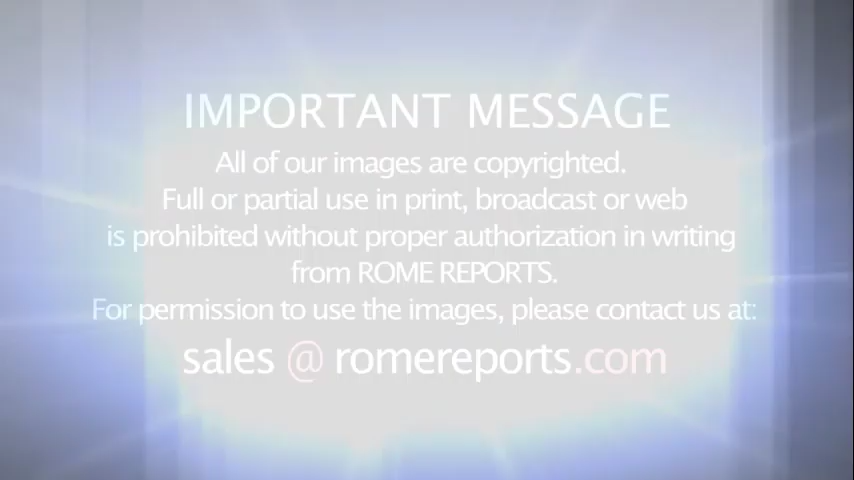 IMPORTANT MESSAGE
All of our images are copyrighted.
Full or partial use in print, broadcast or web
is prohibited without proper authorization in writing
from ROME REPORTS.
For permission to use the images, please contact us at:
sales @ romereports.com